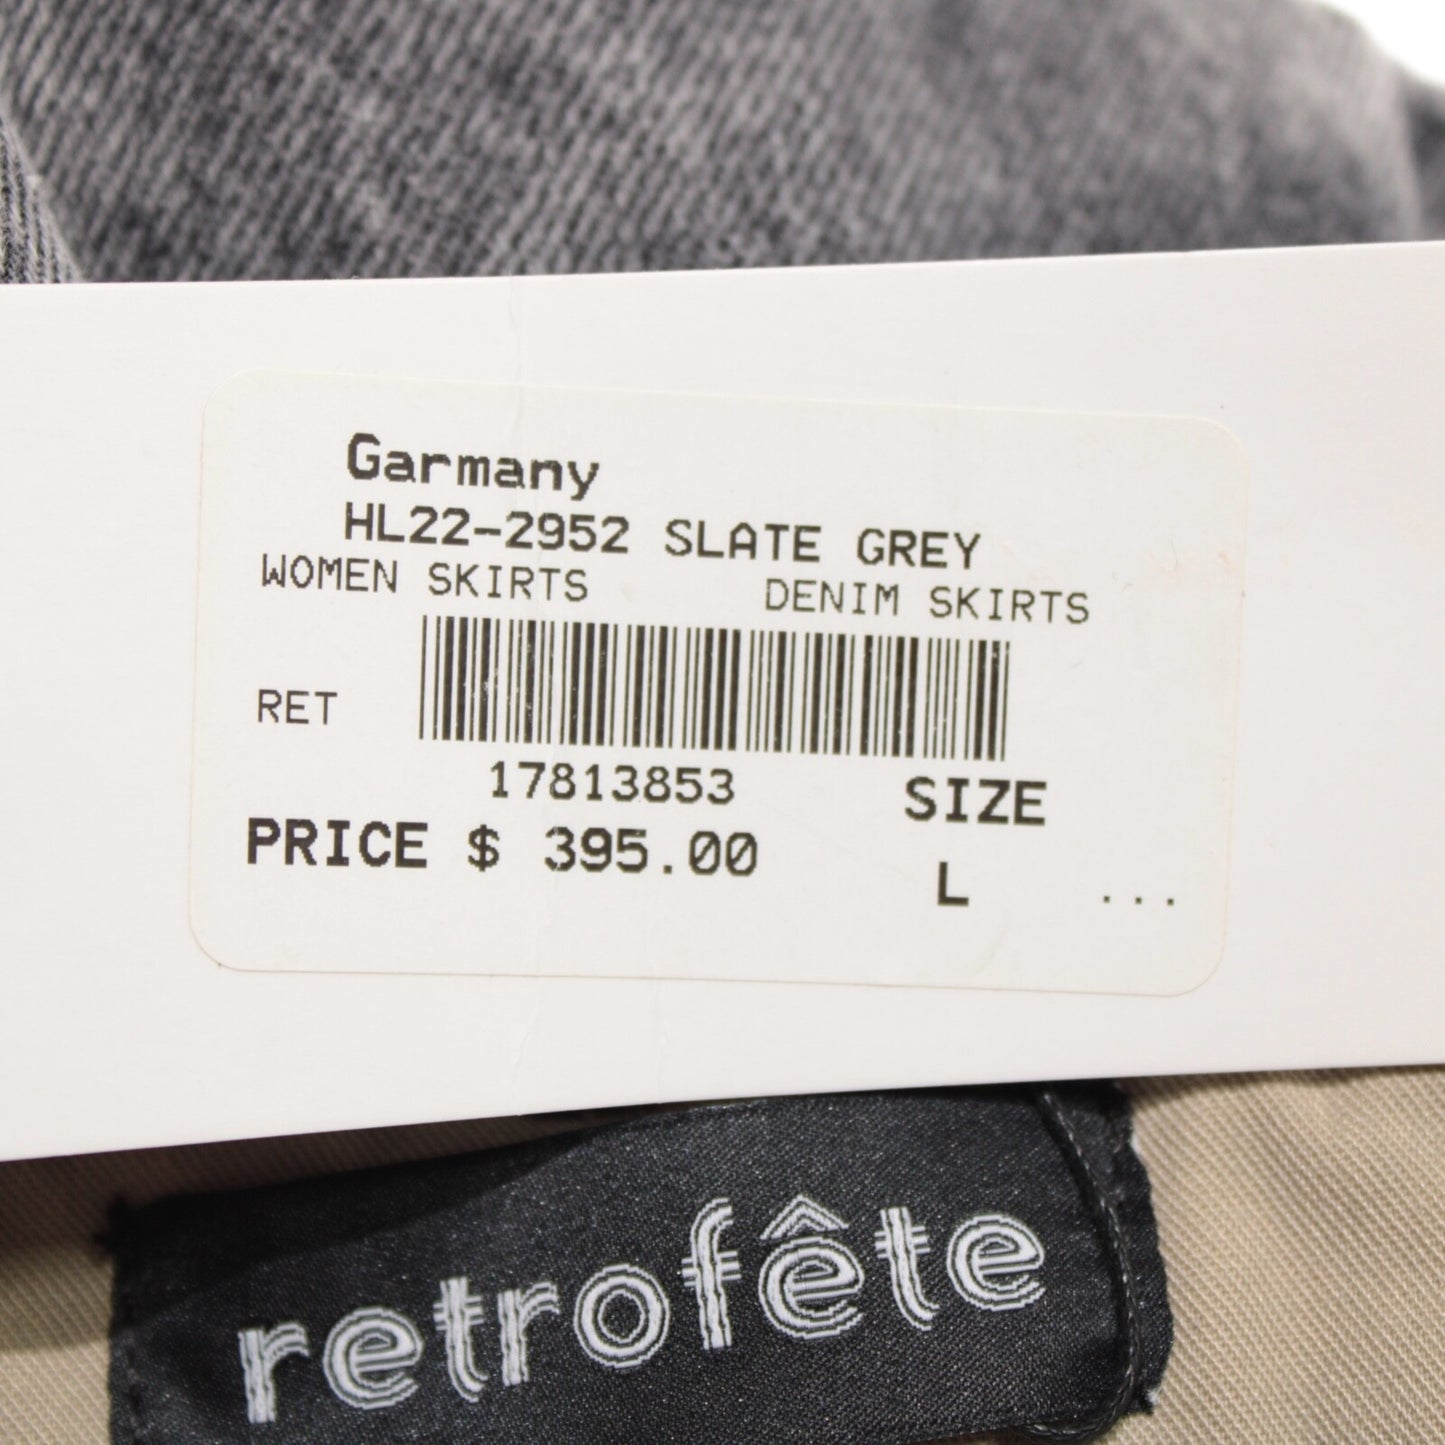 Garmany
HL22-2952 SLATE GREY
WOMEN SKIRTS DENIM SKIRTS
RET
17813853 SIZE
PRICE $ 395.00
L ...
retrofête